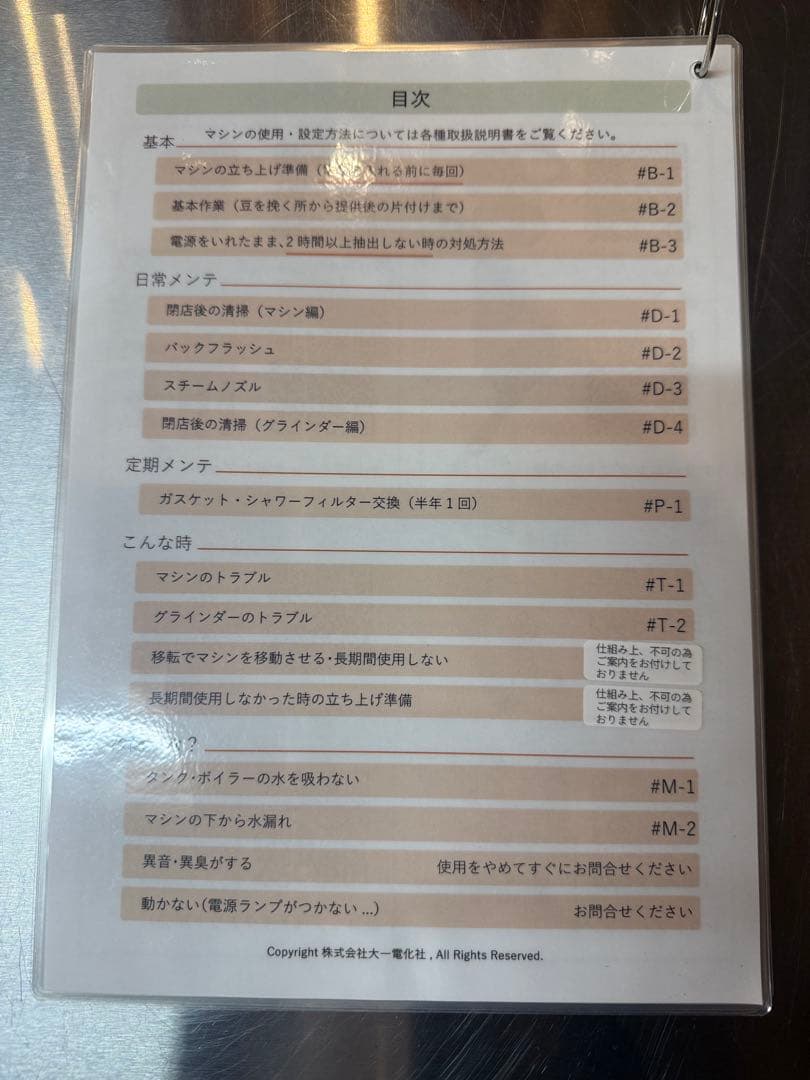 目次
基本 マシンの使用・設定方法については各種取扱説明書をご覧ください。
マシンの立ち上げ準備(入れる前に毎回) #B-1
基本作業(豆を挽く所から提供後の片付けまで) #B-2
電源をいれたまま、2時間以上抽出しない時の対処方法 #B-3
日常メンテ
閉店後の清掃(マシン編) #D-1
バックフラッシュ #D-2
スチームノズル #D-3
閉店後の清掃(グラインダー編) #D-4
定期メンテ
ガスケット・シャワーフィルター交換(半年1回) #P-1
こんな時
マシンのトラブル #T-1
グラインダーのトラブル #T-2
移転でマシンを移動させる・長期間使用しない
仕組み上、不可の為
ご案内をお付けして
おりません
長期間使用しなかった時の立ち上げ準備
仕組み上、不可の為
ご案内をお付けして
おりません
?
タンク・ボイラーの水を吸わない #M-1
マシンの下から水漏れ #M-2
異音・異臭がする 使用をやめてすぐにお問合せください
動かない(電源ランプがつかない...) お問合せください
Copyright 株式会社大一電化社 , All Rights Reserved.